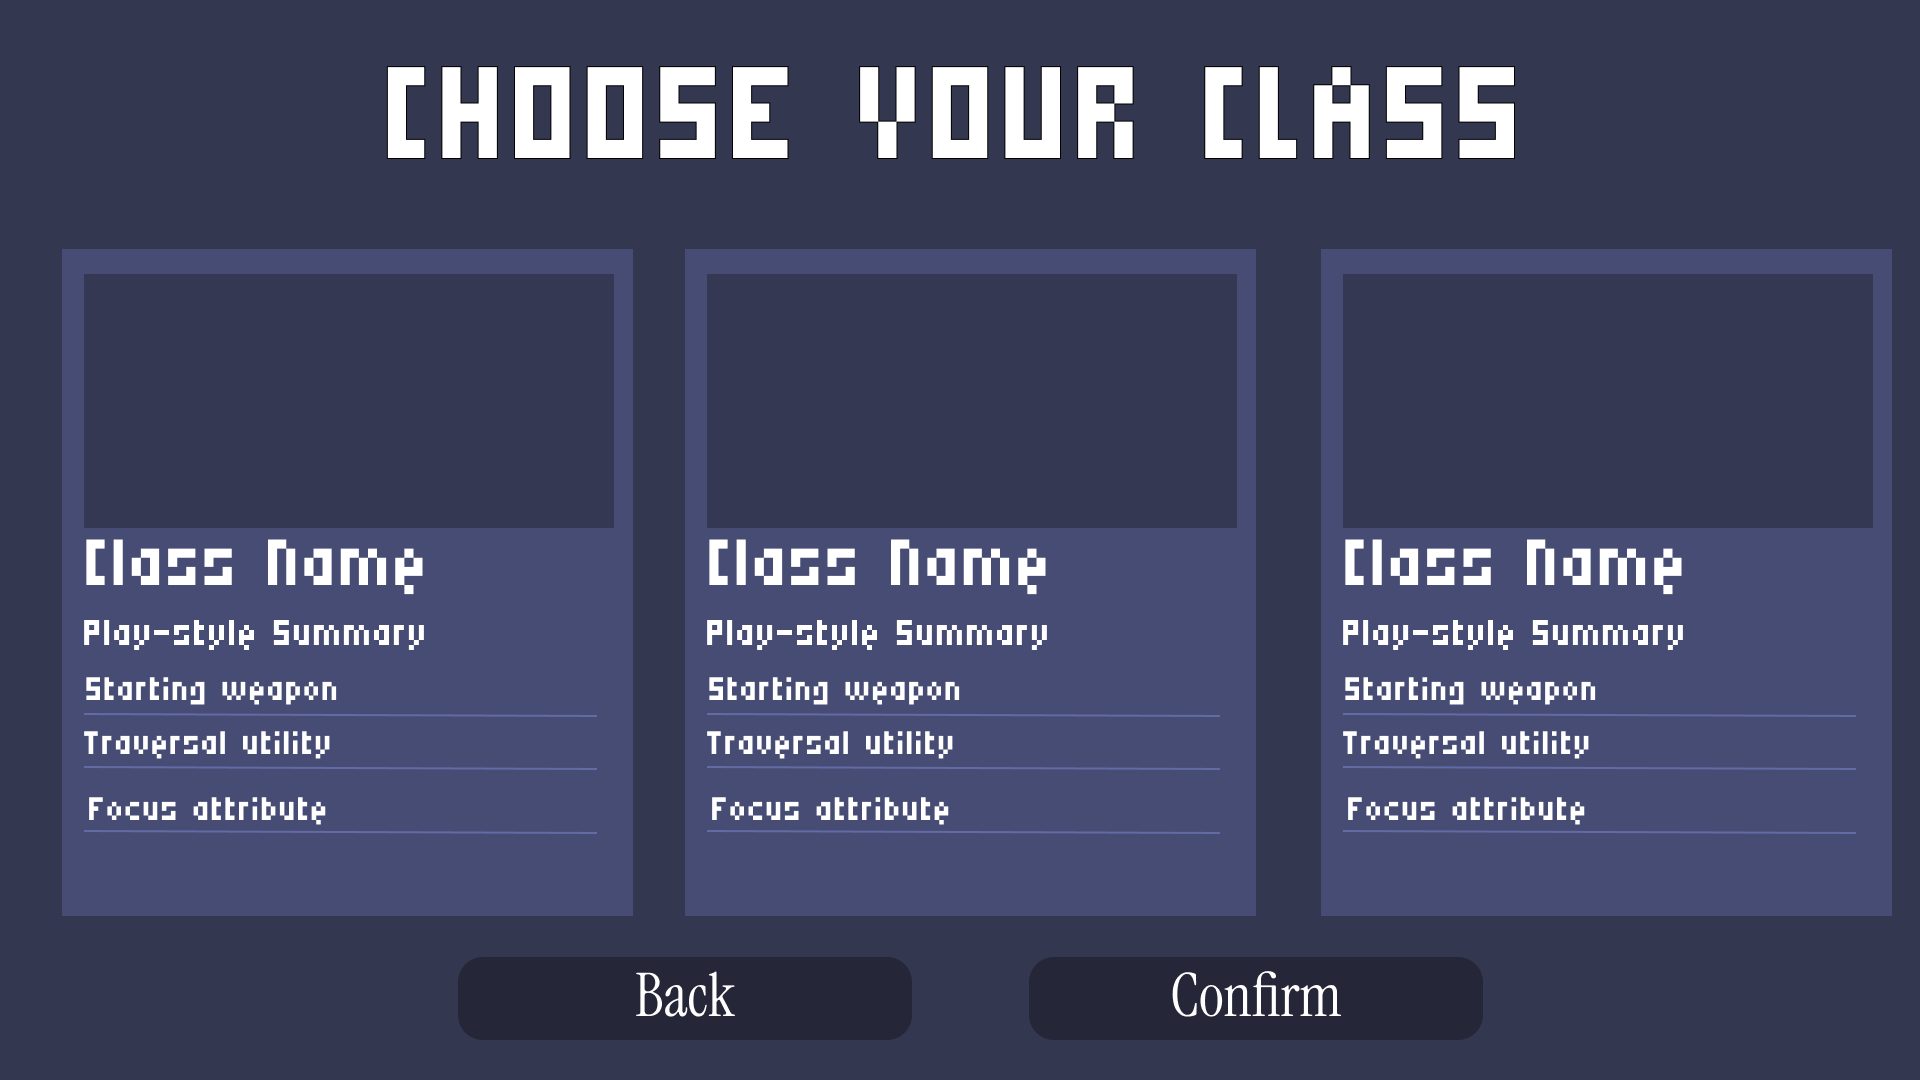 CHOOSE YOUR CLASS
Class Name
Play-style Summary
Starting weapon
Traversal utility
Focus attribute
Class Name
Play-style Summary
Starting weapon
Traversal utility
Focus attribute
Class Name
Play-style Summary
Starting weapon
Traversal utility
Focus attribute
Back
Confirm